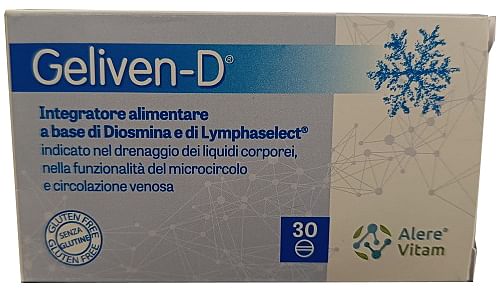 Geliven-D®
Integratore alimentare
a base di Diosmina e di Lymphaselect®
indicato nel drenaggio dei liquidi corporei,
nella funzionalità del microcircolo
e circolazione venosa
GLUTEN FREE
SENZA
GLUTINE
GLUTEN FREE
30
Alere®
Vitam